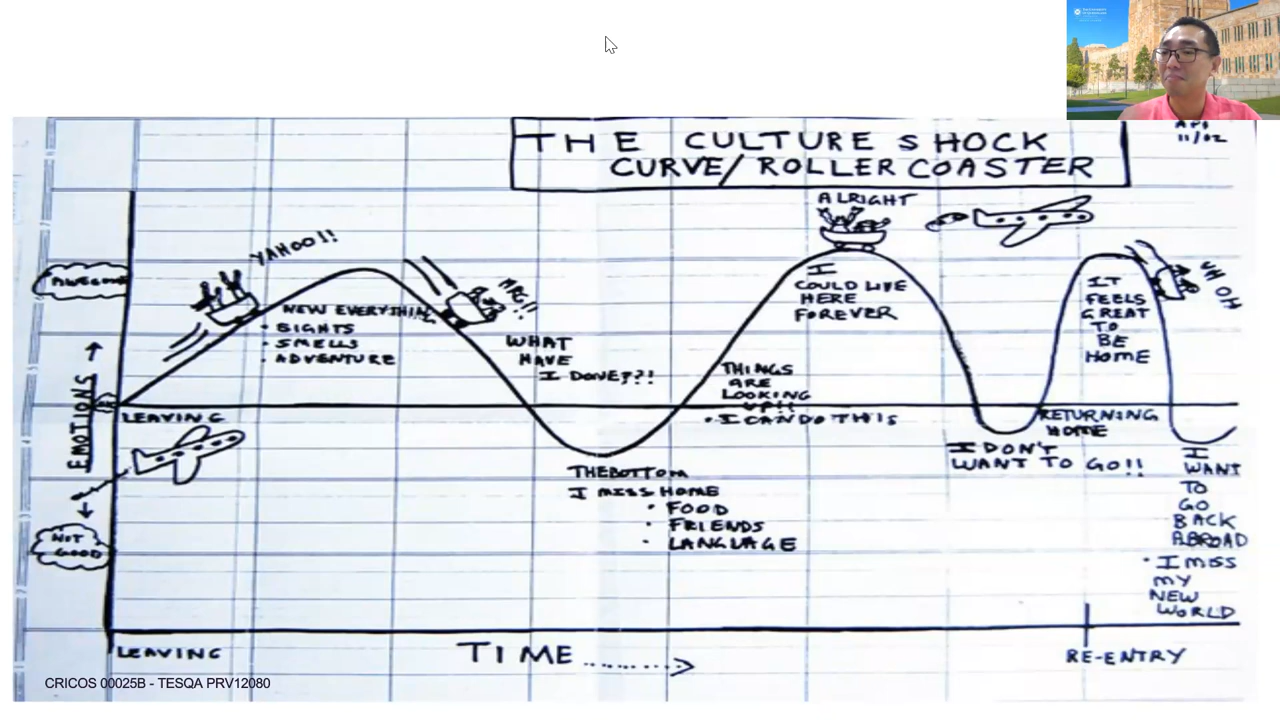 THE CULTURE SHOCK
CURVE/ROLLER COASTER
11/02
ALRIGHT
YAHOO!!
ARG!!
UH OH
AWESOME
NEW EVERYTHING
• SIGHTS
• SMELLS
• ADVENTURE
WHAT
HAVE
I DONE??!
I
COULD LIVE
HERE
FOREVER
IT
FEELS
GREAT
TO
BE
HOME
THINGS
ARE
LOOKING
UP!!
• I CAN DO THIS
EMOTIONS
LEAVING
RETURNING
HOME
I DON'T
WANT TO GO!!
THE BOTTOM
I MISS HOME
• FOOD
• FRIENDS
• LANGUAGE
NOT
GOOD
I
WANT
TO
GO
BACK
ABROAD
• I MISS
MY
NEW
WORLD
LEAVING
TIME
RE-ENTRY
CRICOS 00025B - TESQA PRV12080